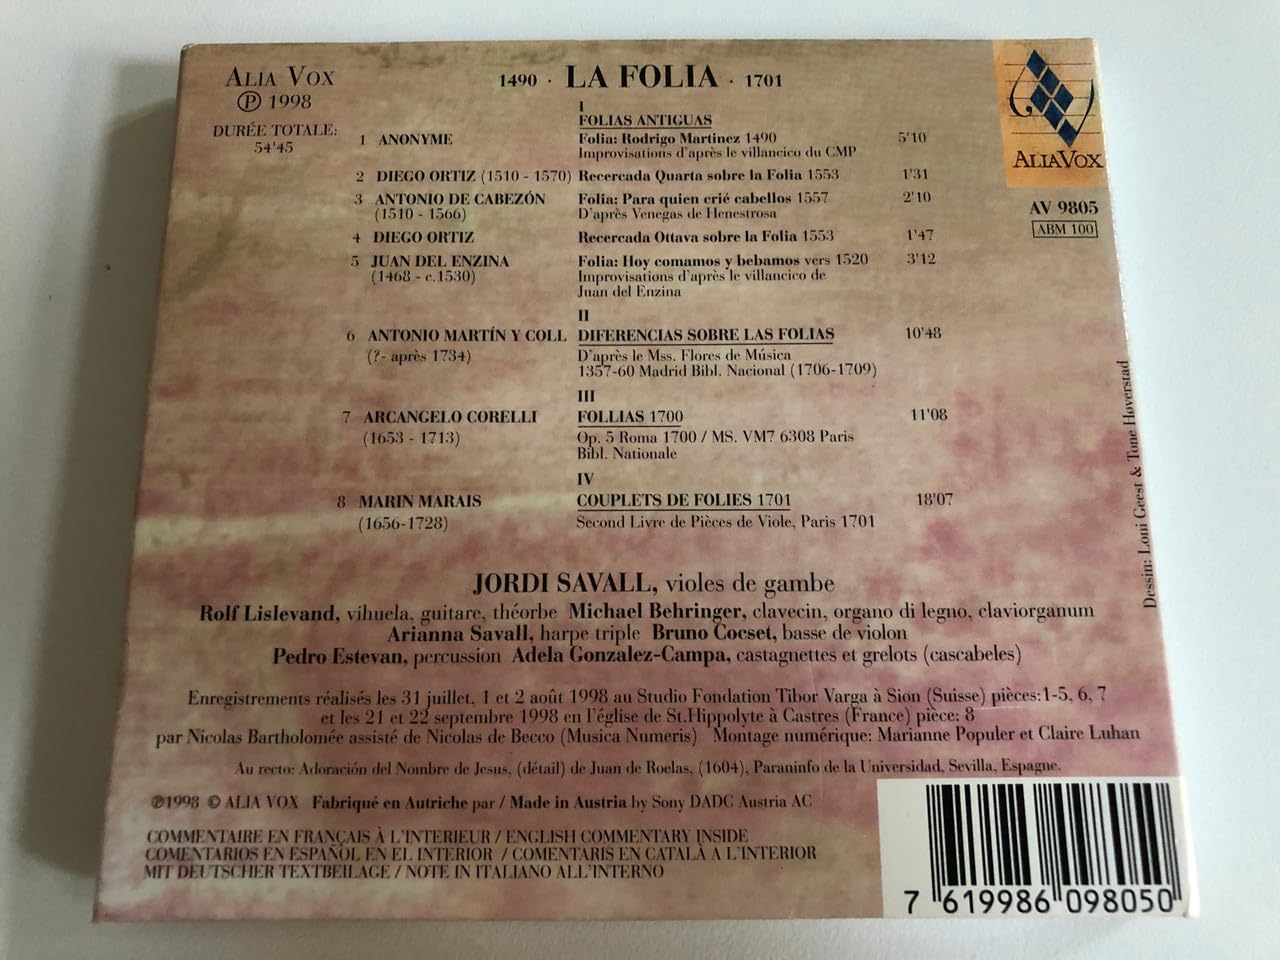 ALIA VOX
Ⓟ 1998
DURÉE TOTALE:
54'45
1490 · LA FOLIA · 1701
ALIAVOX
AV 9805
ABM 100
I
FOLIAS ANTIGUAS
1 ANONYME Folia: Rodrigo Martinez 1490 5'10
Improvisations d'après le villancico du CMP
2 DIEGO ORTIZ (1510 - 1570) Recercada Quarta sobre la Folia 1553 1'31
3 ANTONIO DE CABEZÓN Folia: Para quien crié cabellos 1557 2'10
(1510 - 1566) D'après Venegas de Henestrosa
4 DIEGO ORTIZ Recercada Ottava sobre la Folia 1553 1'47
5 JUAN DEL ENZINA Folia: Hoy comamos y bebamos vers 1520 3'12
(1468 - c.1530) Improvisations d'après le villancico de
Juan del Enzina
II
6 ANTONIO MARTÍN Y COLL DIFERENCIAS SOBRE LAS FOLIAS 10'48
(?- après 1734) D'après le Mss. Flores de Música
1357-60 Madrid Bibl. Nacional (1706-1709)
III
7 ARCANGELO CORELLI FOLLIAS 1700 11'08
(1653 - 1713) Op. 5 Roma 1700 / MS. VM7 6308 Paris
Bibl. Nationale
IV
8 MARIN MARAIS COUPLETS DE FOLIES 1701 18'07
(1656-1728) Second Livre de Pièces de Viole, Paris 1701
Dessin: Loni Geest & Tone Høverstad
JORDI SAVALL, violes de gambe
Rolf Lislevand, vihuela, guitare, théorbe Michael Behringer, clavecin, organo di legno, claviorganum
Arianna Savall, harpe triple Bruno Cocset, basse de violon
Pedro Estevan, percussion Adela Gonzalez-Campa, castagnettes et grelots (cascabeles)
Enregistrements réalisés les 31 juillet, 1 et 2 août 1998 au Studio Fondation Tibor Varga à Sion (Suisse) pièces:1-5, 6, 7
et les 21 et 22 septembre 1998 en l'église de St.Hippolyte à Castres (France) pièce: 8
par Nicolas Bartholomée assisté de Nicolas de Becco (Musica Numeris) Montage numérique: Marianne Populer et Claire Luhan
Au recto: Adoración del Nombre de Jesus, (détail) de Juan de Roelas, (1604), Paraninfo de la Universidad, Sevilla, Espagne.
℗1998 © ALIA VOX Fabriqué en Autriche par / Made in Austria by Sony DADC Austria AC
COMMENTAIRE EN FRANÇAIS À L'INTERIEUR / ENGLISH COMMENTARY INSIDE
COMENTARIOS EN ESPAÑOL EN EL INTERIOR / COMENTARIS EN CATALÀ A L'INTERIOR
MIT DEUTSCHER TEXTBEILAGE / NOTE IN ITALIANO ALL'INTERNO
7 619986 098050